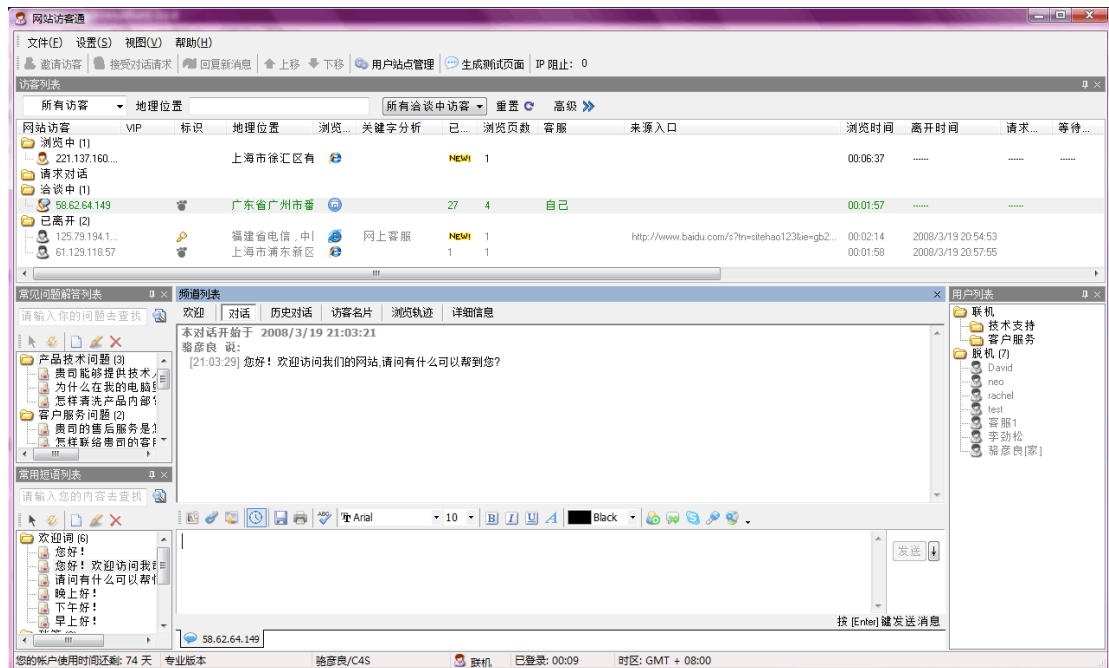 网站访客通
文件(F) 设置(S) 视图(V) 帮助(H)
邀请访客 接受对话请求 回复新消息 上移 下移 用户站点管理 生成测试页面 IP 阻止: 0
访客列表
所有访客 地理位置 所有洽谈中访客 重置 高级
网站访客 VIP 标识 地理位置 浏览... 关键字分析 已... 浏览页数 客服 来源入口 浏览时间 离开时间 请求... 等待...
浏览中 (1)
221.137.160.... 上海市徐汇区有 NEW! 1 00:06:37 ------ ------ ------
请求对话
洽谈中 (1)
58.62.64.149 广东省广州市番 27 4 自己 00:01:57 ------ ------
已离开 (2)
125.79.194.1... 福建省电信，中 网上客服 NEW! 1 http://www.baidu.com/s?tn=sitehao123&ie=gb2... 00:02:14 2008/3/19 20:54:53
61.129.118.57 上海市浦东新区 1 1 00:01:58 2008/3/19 20:57:55
常见问题解答列表
请输入你的问题去查找
产品技术问题 (3)
贵司能够提供技术
为什么在我的电脑
怎样清洗产品内部
客户服务问题 (2)
贵司的售后服务是
怎样联络贵司的客
常用短语列表
请输入您的内容去查找
欢迎词 (6)
您好！
您好！欢迎访问我
请问有什么可以帮
晚上好！
下午好！
早上好！
频道列表
欢迎 对话 历史对话 访客名片 浏览轨迹 详细信息
本对话开始于 2008/3/19 21:03:21
骆彦良 说:
[21:03:29] 您好！欢迎访问我们的网站,请问有什么可以帮到您?
Arial 10 B I U A Black
发送
按 [Enter] 键发送消息
58.62.64.149
用户列表
联机
技术支持
客户服务
脱机 (7)
David
neo
rachel
test
客服1
李劲松
骆彦良[家]
您的帐户使用时间还剩: 74 天 专业版本 骆彦良/C4S 联机 已登录: 00:09 时区: GMT + 08:00